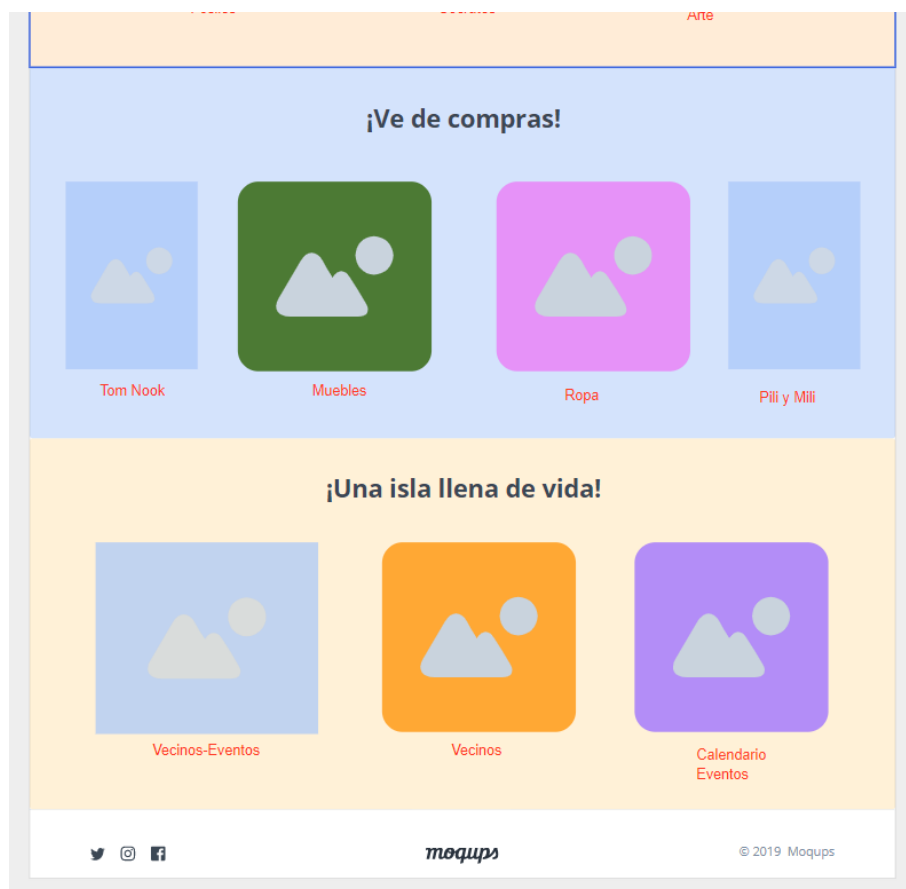 Arte
¡Ve de compras!
Tom Nook
Muebles
Ropa
Pili y Mili
¡Una isla llena de vida!
Vecinos-Eventos
Vecinos
Calendario
Eventos
moqups
© 2019 Moqups